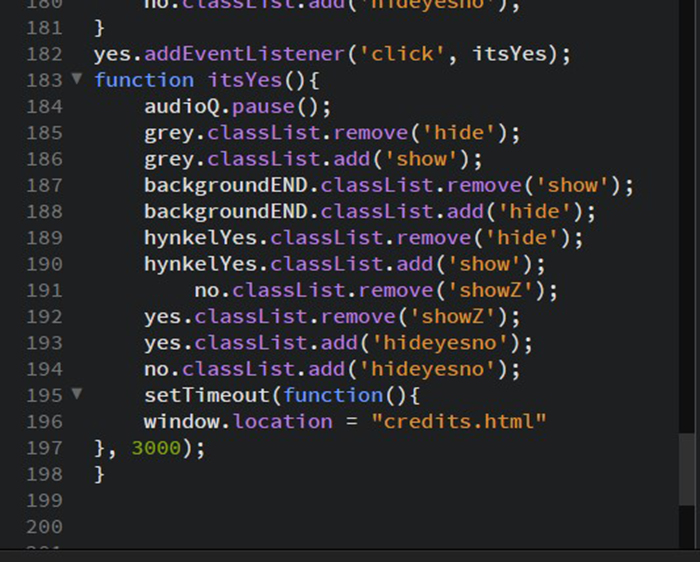 180 no.classList.add('hideyesno');
181 }
182 yes.addEventListener('click', itsYes);
183 function itsYes(){
184 audioQ.pause();
185 grey.classList.remove('hide');
186 grey.classList.add('show');
187 backgroundEND.classList.remove('show');
188 backgroundEND.classList.add('hide');
189 hynkelYes.classList.remove('hide');
190 hynkelYes.classList.add('show');
191 no.classList.remove('showZ');
192 yes.classList.remove('showZ');
193 yes.classList.add('hideyesno');
194 no.classList.add('hideyesno');
195 setTimeout(function(){
196 window.location = "credits.html"
197 }, 3000);
198 }
199
200